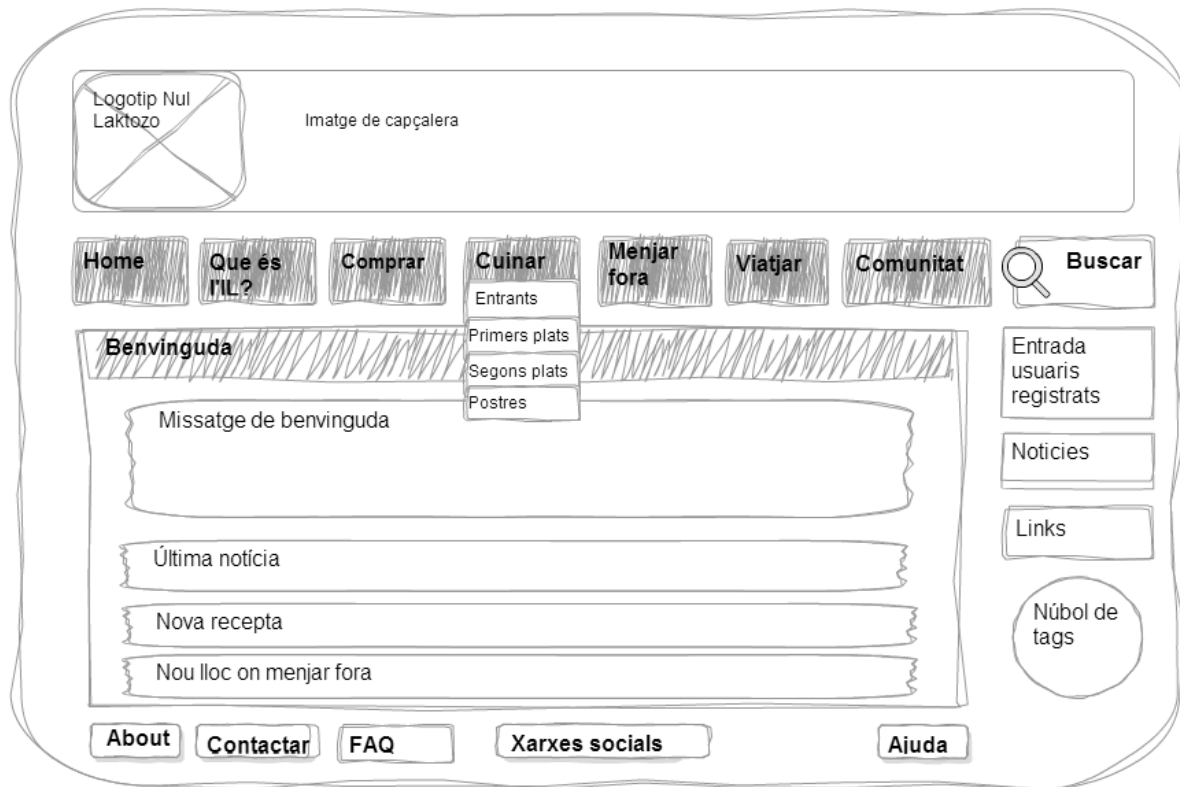 Logotip Nul
Laktozo
Imatge de capçalera
Home
Que és
l'IL?
Comprar
Cuinar
Menjar
fora
Viatjar
Comunitat
Buscar
Entrants
Primers plats
Segons plats
Postres
Benvinguda
Missatge de benvinguda
Última notícia
Nova recepta
Nou lloc on menjar fora
Entrada
usuaris
registrats
Noticies
Links
Núbol de
tags
About
Contactar
FAQ
Xarxes socials
Ajuda